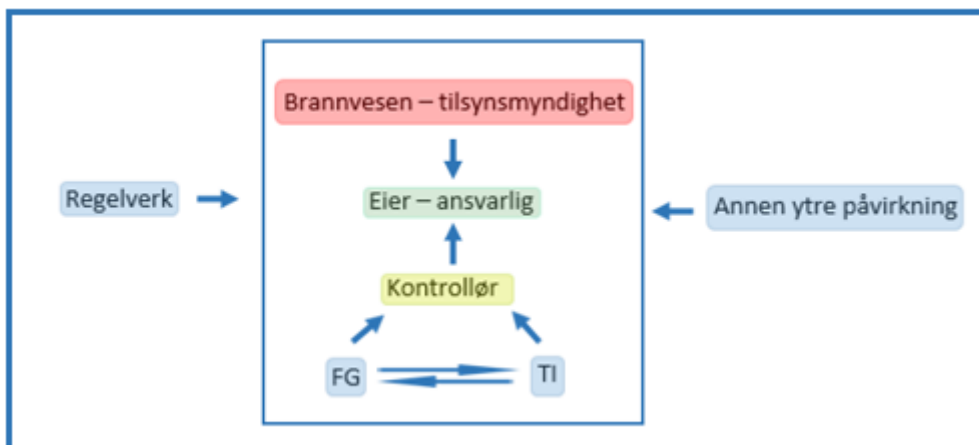 Brannvesen – tilsynsmyndighet
Regelverk
Eier – ansvarlig
Annen ytre påvirkning
Kontrollør
FG
TI